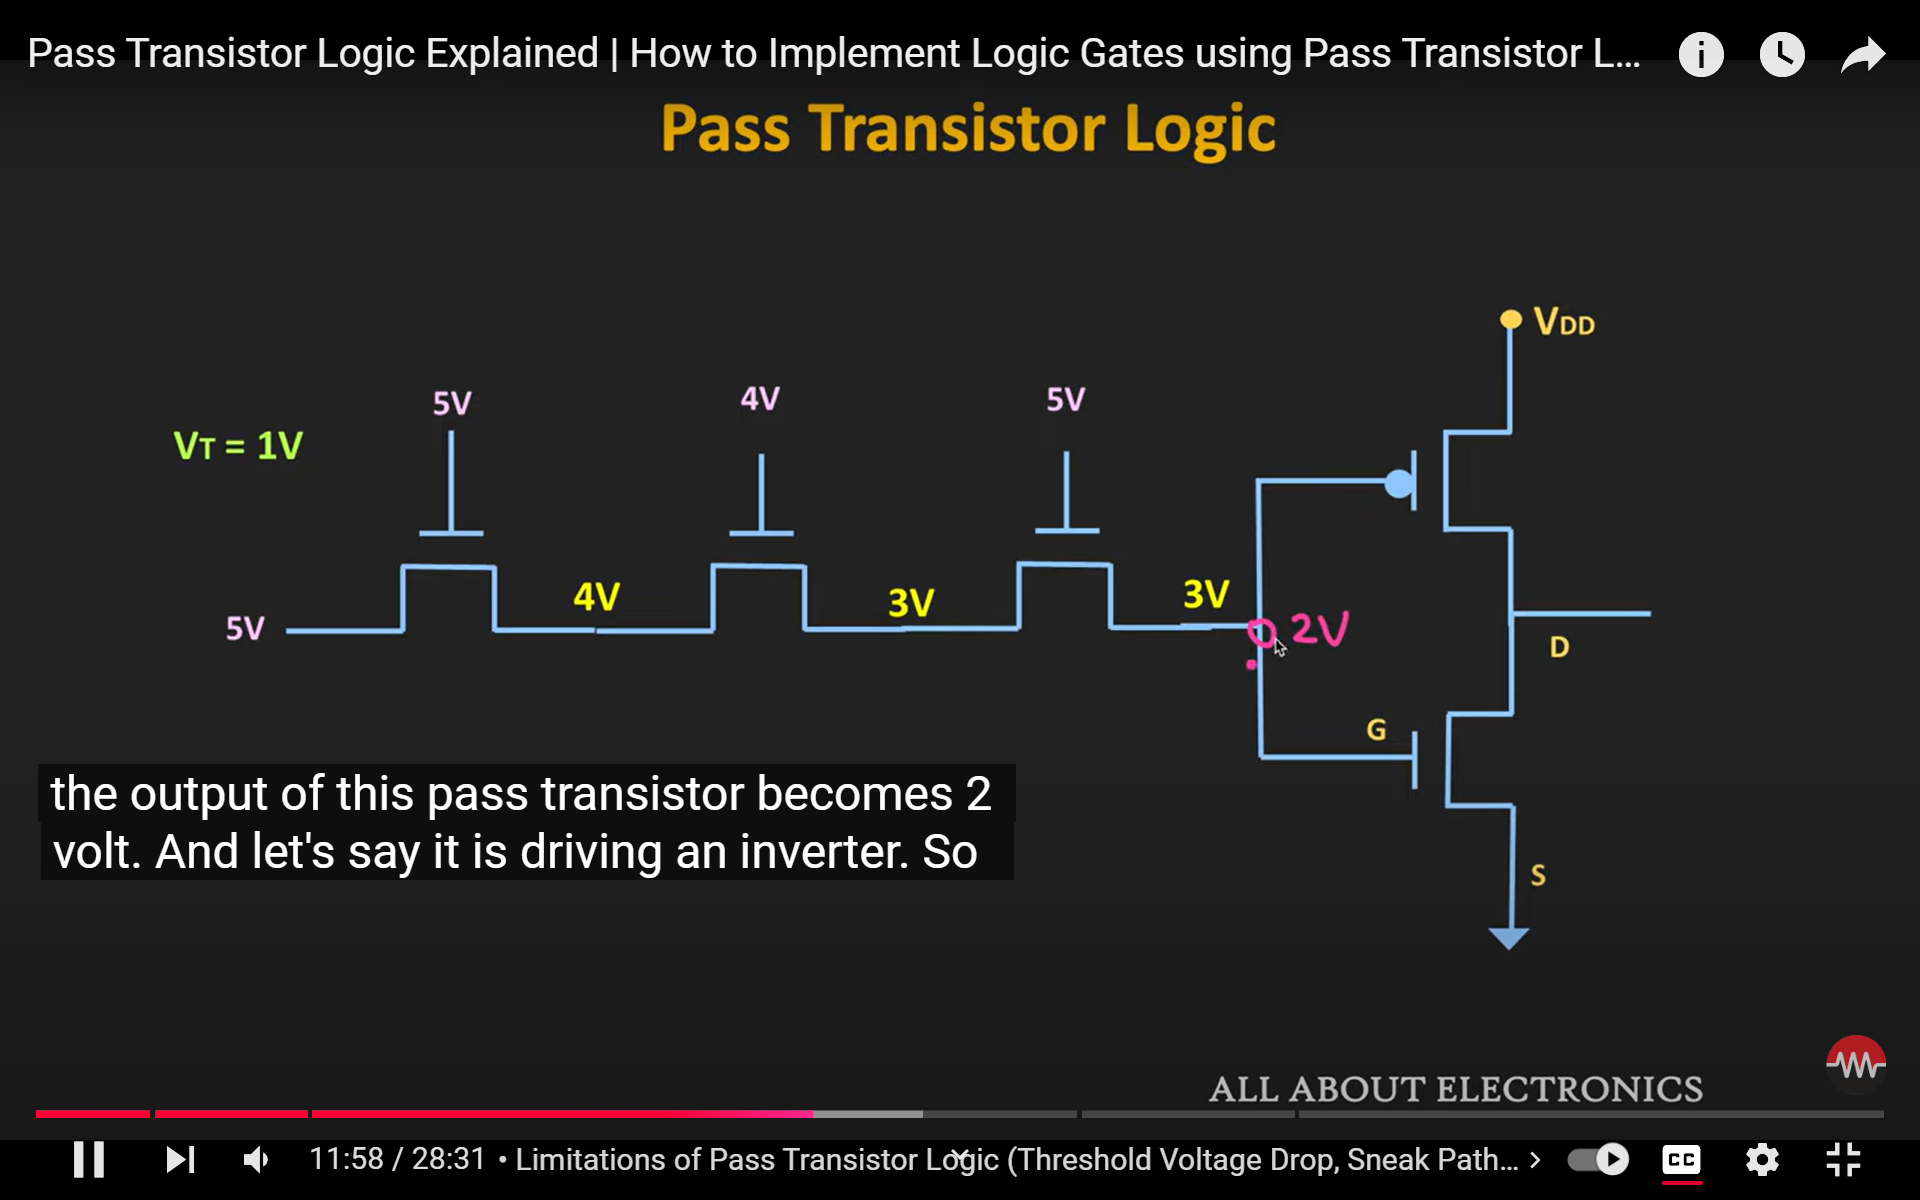 Pass Transistor Logic Explained | How to Implement Logic Gates using Pass Transistor L...
Pass Transistor Logic
VDD
5V
4V
5V
VT = 1V
5V
4V
3V
3V
2V
D
G
S
the output of this pass transistor becomes 2
volt. And let's say it is driving an inverter. So
ALL ABOUT ELECTRONICS
11:58 / 28:31 • Limitations of Pass Transistor Logic (Threshold Voltage Drop, Sneak Path...
CC